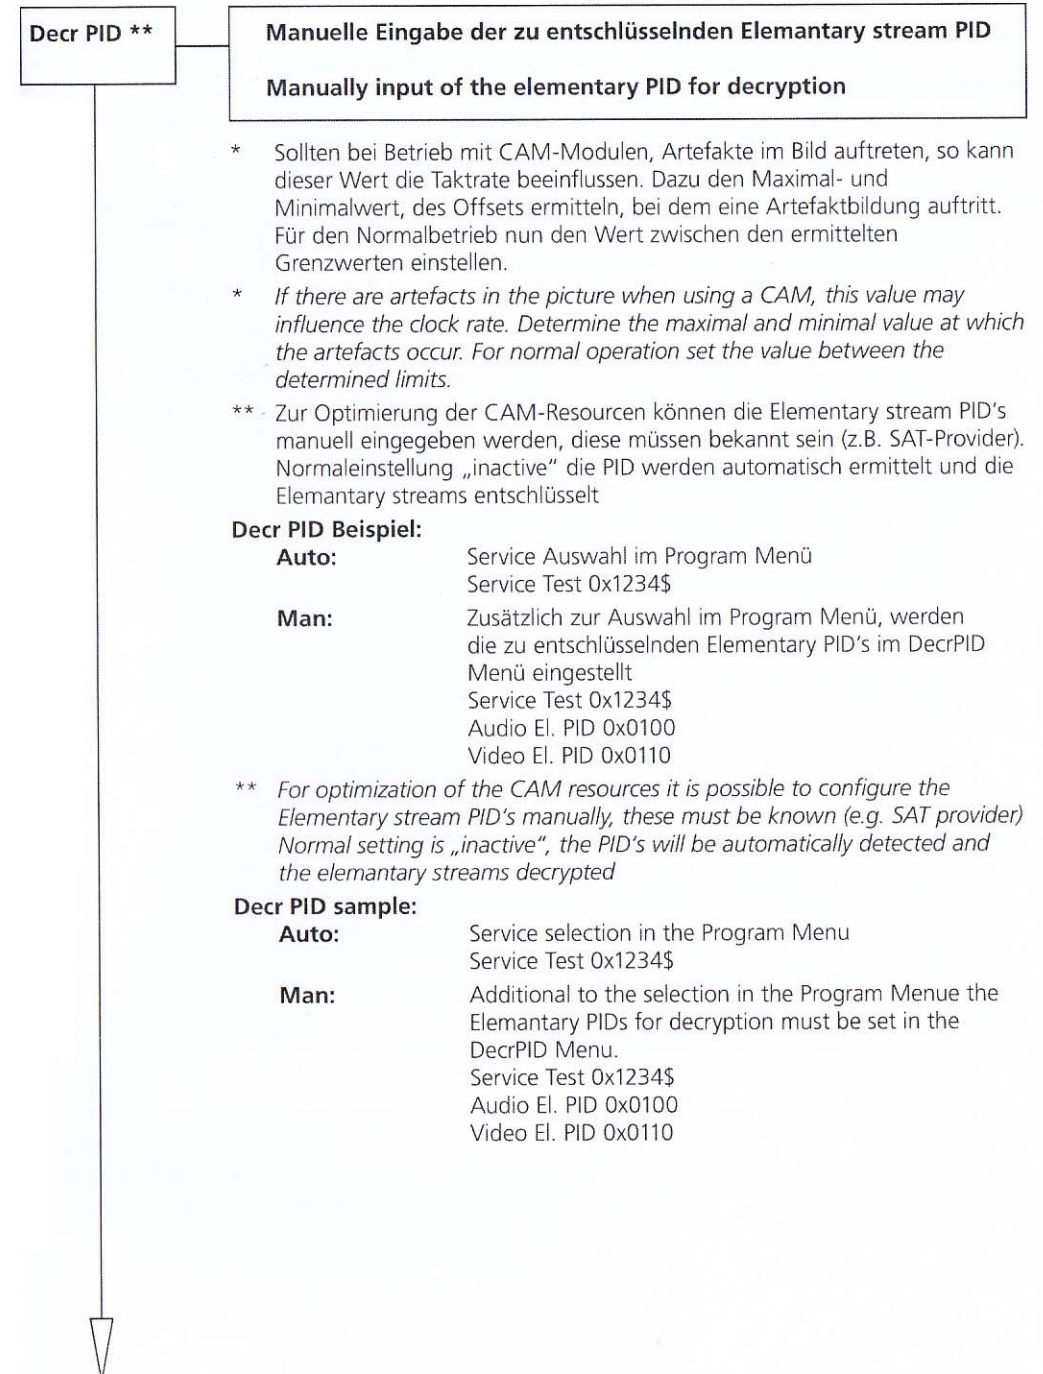 Decr PID **
Manuelle Eingabe der zu entschlüsselnden Elemantary stream PID
Manually input of the elementary PID for decryption
* Sollten bei Betrieb mit CAM-Modulen, Artefakte im Bild auftreten, so kann
dieser Wert die Taktrate beeinflussen. Dazu den Maximal- und
Minimalwert, des Offsets ermitteln, bei dem eine Artefaktbildung auftritt.
Für den Normalbetrieb nun den Wert zwischen den ermittelten
Grenzwerten einstellen.
* If there are artefacts in the picture when using a CAM, this value may
influence the clock rate. Determine the maximal and minimal value at which
the artefacts occur. For normal operation set the value between the
determined limits.
** Zur Optimierung der CAM-Resourcen können die Elementary stream PID's
manuell eingegeben werden, diese müssen bekannt sein (z.B. SAT-Provider).
Normaleinstellung „inactive" die PID werden automatisch ermittelt und die
Elemantary streams entschlüsselt
Decr PID Beispiel:
Auto: Service Auswahl im Program Menü
Service Test 0x1234$
Man: Zusätzlich zur Auswahl im Program Menü, werden
die zu entschlüsselnden Elementary PID's im DecrPID
Menü eingestellt
Service Test 0x1234$
Audio El. PID 0x0100
Video El. PID 0x0110
** For optimization of the CAM resources it is possible to configure the
Elementary stream PID's manually, these must be known (e.g. SAT provider)
Normal setting is „inactive", the PID's will be automatically detected and
the elemantary streams decrypted
Decr PID sample:
Auto: Service selection in the Program Menu
Service Test 0x1234$
Man: Additional to the selection in the Program Menue the
Elemantary PIDs for decryption must be set in the
DecrPID Menu.
Service Test 0x1234$
Audio El. PID 0x0100
Video El. PID 0x0110